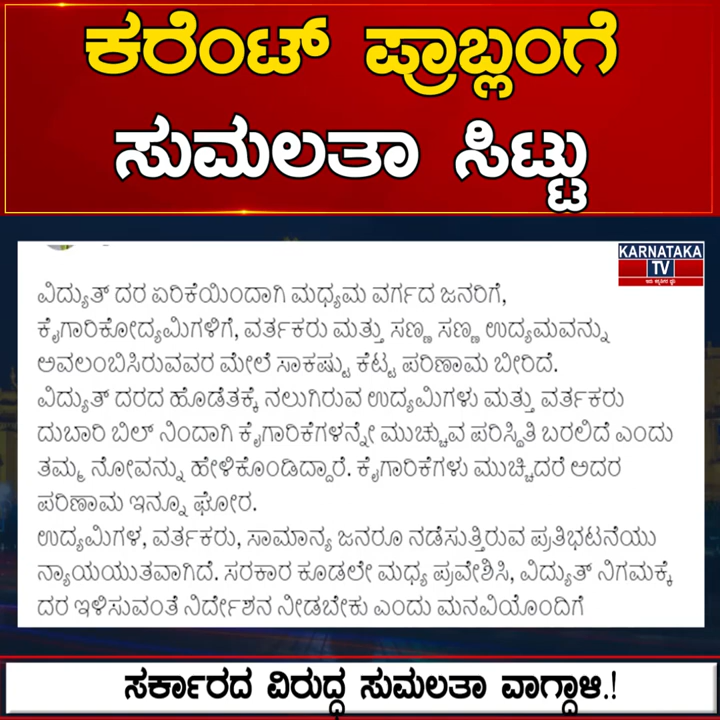 ಕರೆಂಟ್ ಪ್ರಾಬ್ಲಂಗೆ
ಸುಮಲತಾ ಸಿಟ್ಟು
KARNATAKA
TV
ವಿದ್ಯುತ್ ದರ ಏರಿಕೆಯಿಂದಾಗಿ ಮಧ್ಯಮ ವರ್ಗದ ಜನರಿಗೆ,
ಕೈಗಾರಿಕೋದ್ಯಮಿಗಳಿಗೆ, ವರ್ತಕರು ಮತ್ತು ಸಣ್ಣ ಸಣ್ಣ ಉದ್ಯಮವನ್ನು
ಅವಲಂಬಿಸಿರುವವರ ಮೇಲೆ ಸಾಕಷ್ಟು ಕೆಟ್ಟ ಪರಿಣಾಮ ಬೀರಿದೆ.
ವಿದ್ಯುತ್ ದರದ ಹೊಡೆತಕ್ಕೆ ನಲುಗಿರುವ ಉದ್ಯಮಿಗಳು ಮತ್ತು ವರ್ತಕರು
ದುಬಾರಿ ಬಿಲ್ ನಿಂದಾಗಿ ಕೈಗಾರಿಕೆಗಳನ್ನೇ ಮುಚ್ಚುವ ಪರಿಸ್ಥಿತಿ ಬರಲಿದೆ ಎಂದು
ತಮ್ಮ ನೋವನ್ನು ಹೇಳಿಕೊಂಡಿದ್ದಾರೆ. ಕೈಗಾರಿಕೆಗಳು ಮುಚ್ಚಿದರೆ ಅದರ
ಪರಿಣಾಮ ಇನ್ನೂ ಘೋರ.
ಉದ್ಯಮಿಗಳ, ವರ್ತಕರು, ಸಾಮಾನ್ಯ ಜನರೂ ನಡೆಸುತ್ತಿರುವ ಪ್ರತಿಭಟನೆಯು
ನ್ಯಾಯಯುತವಾಗಿದೆ. ಸರಕಾರ ಕೂಡಲೇ ಮಧ್ಯ ಪ್ರವೇಶಿಸಿ, ವಿದ್ಯುತ್ ನಿಗಮಕ್ಕೆ
ದರ ಇಳಿಸುವಂತೆ ನಿರ್ದೇಶನ ನೀಡಬೇಕು ಎಂದು ಮನವಿಯೊಂದಿಗೆ
ಸರ್ಕಾರದ ವಿರುದ್ಧ ಸುಮಲತಾ ವಾಗ್ದಾಳಿ.!